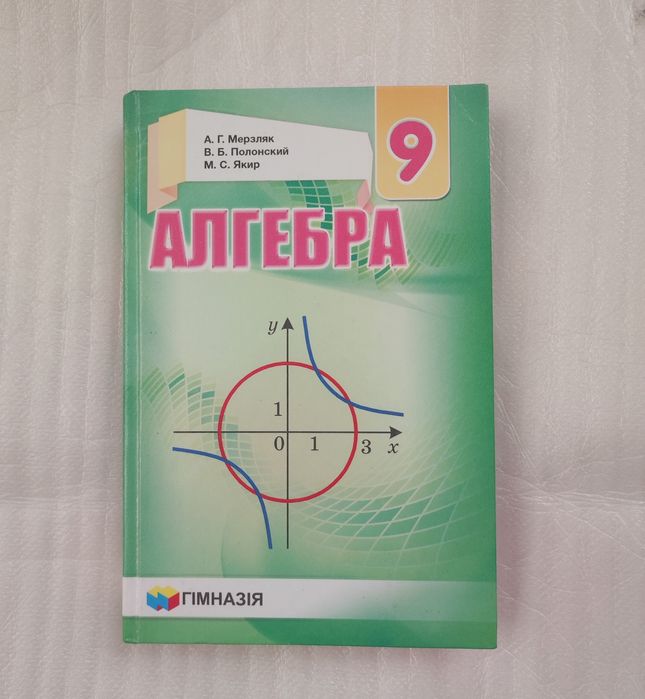 А. Г. Мерзляк
В. Б. Полонский
М. С. Якир
9
АЛГЕБРА
y
1
0 1 3 x
ГІМНАЗІЯ